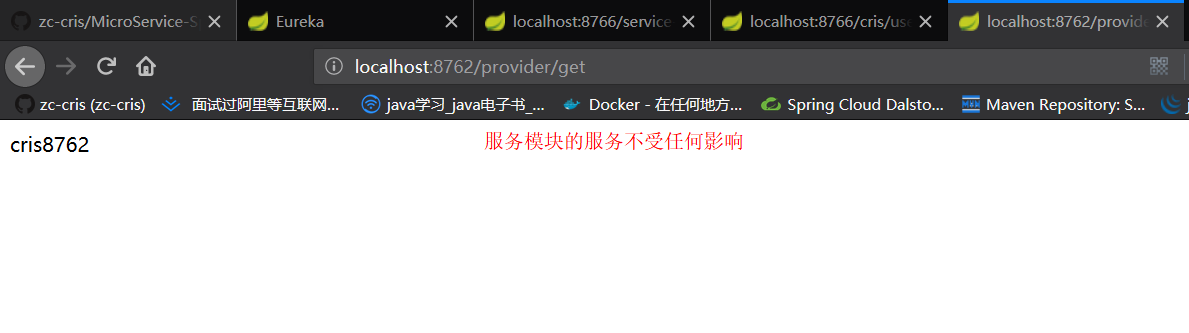 zc-cris/MicroService-S
Eureka
localhost:8766/service
localhost:8766/cris/use
localhost:8762/provide
localhost:8762/provider/get
zc-cris (zc-cris)
面试过阿里等互联网...
java学习_java电子书_...
Docker - 在任何地方...
Spring Cloud Dalsto...
Maven Repository: S...
j
cris8762
服务模块的服务不受任何影响